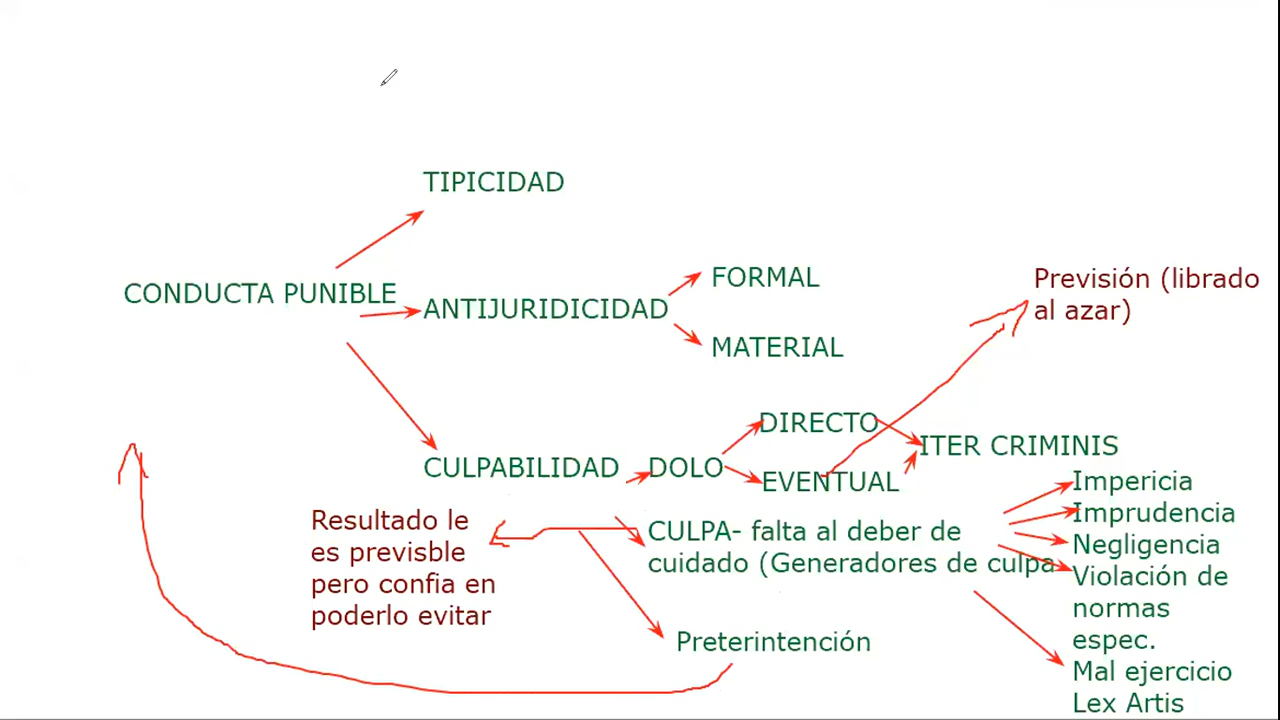 TIPICIDAD
CONDUCTA PUNIBLE
ANTIJURIDICIDAD
FORMAL
MATERIAL
Previsión (librado
al azar)
CULPABILIDAD
DOLO
DIRECTO
EVENTUAL
ITER CRIMINIS
Resultado le
es previsble
pero confia en
poderlo evitar
CULPA- falta al deber de
cuidado (Generadores de culpa
Impericia
Imprudencia
Negligencia
Violación de
normas
espec.
Mal ejercicio
Lex Artis
Preterintención